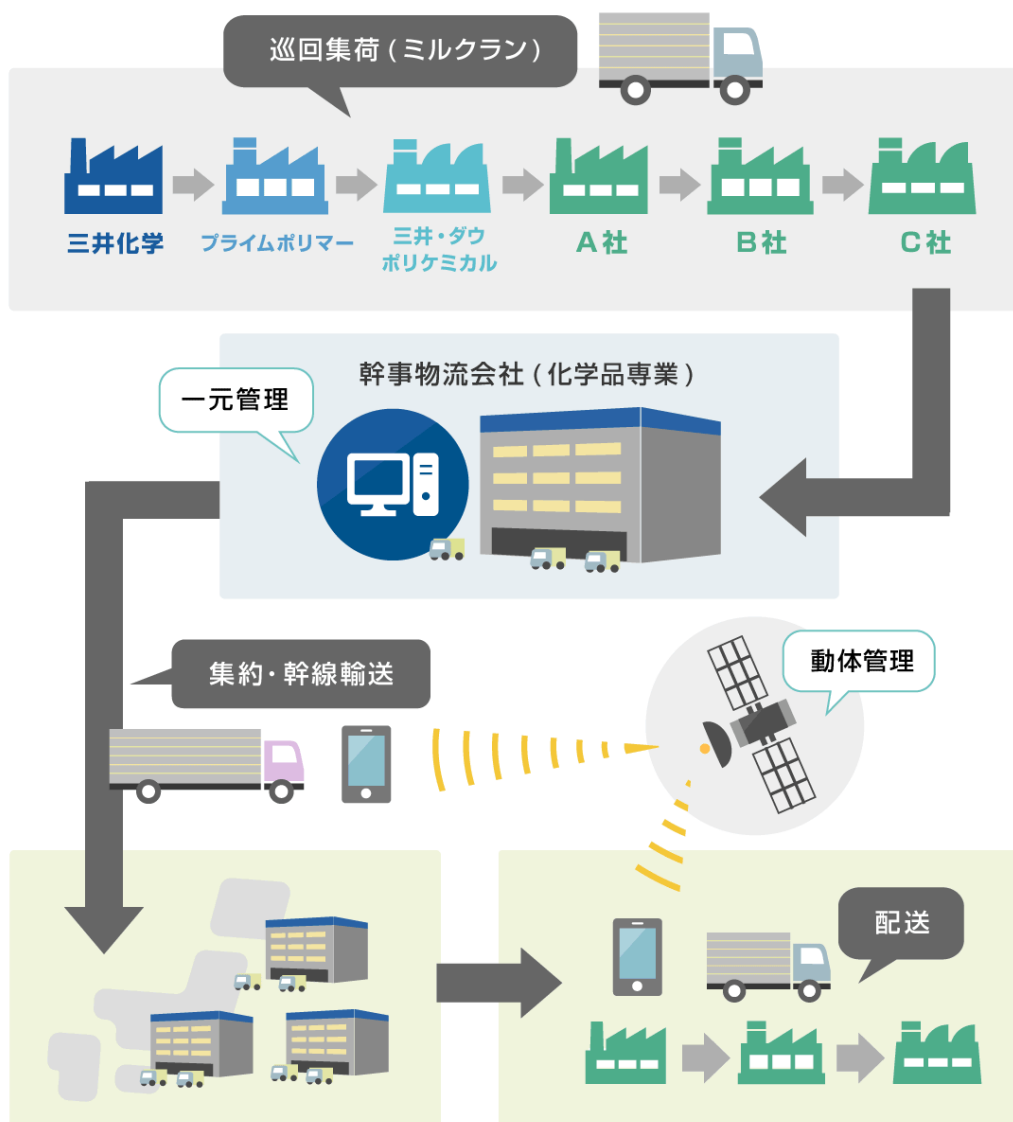 巡回集荷(ミルクラン)
三井化学
プライムポリマー
三井・ダウ
ポリケミカル
A社
B社
C社
幹事物流会社(化学品専業)
一元管理
集約・幹線輸送
動体管理
配送